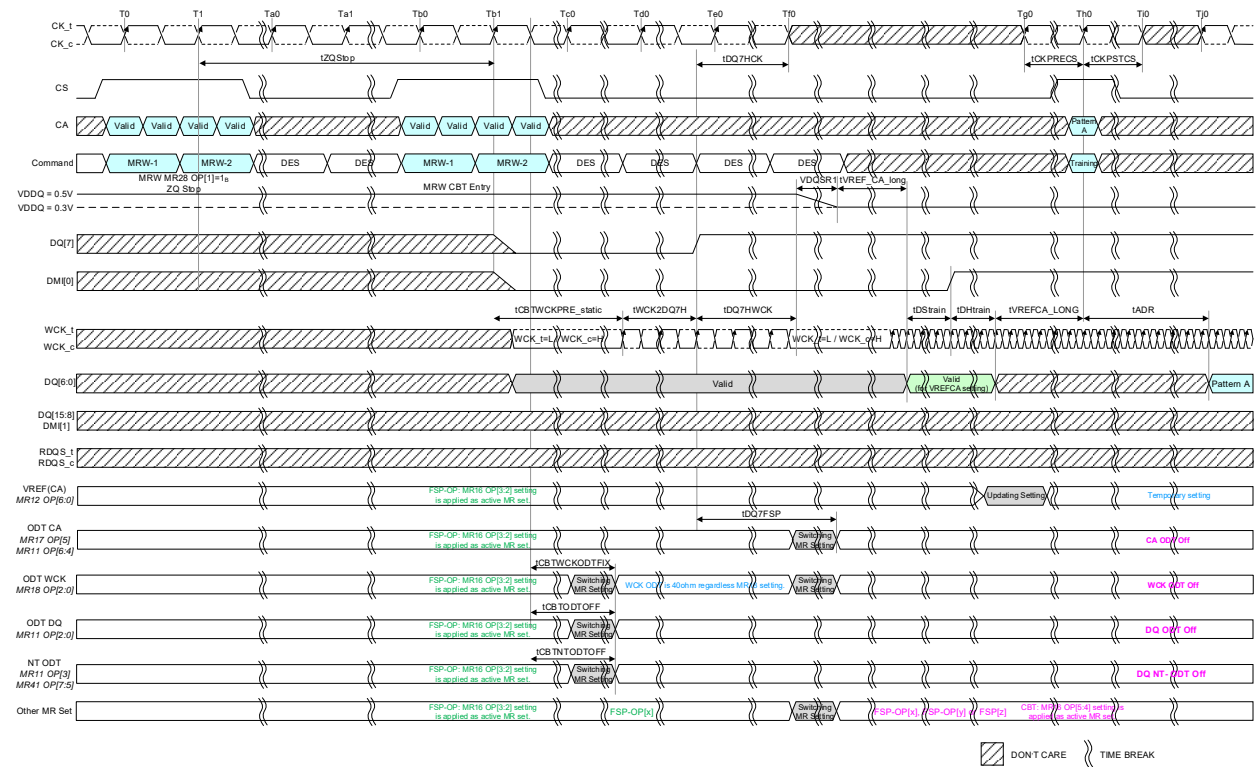 T0 T1 Ta0 Ta1 Tb0 Tb1 Tc0 Td0 Te0 Tf0 Tg0 Th0 Ti0 Tj0
CK_t
CK_c
tZQStop tDQ7HCK tCKPRECS tCKPSTCS
CS
CA Valid Valid Valid Valid Valid Valid Valid Valid Pattern A
Command MRW-1 MRW-2 DES DES MRW-1 MRW-2 DES DES DES DES Training
MRW MR28 OP[1]=1B
ZQ Stop
MRW CBT Entry
VDQSR1 tVREF_CA_long
VDDQ = 0.5V
VDDQ = 0.3V
DQ[7]
DMI[0]
tCBTWCKPRE_static tWCK2DQ7H tDQ7HWCK tDStrain tDHtrain tVREFCA_LONG tADR
WCK_t
WCK_c
WCK_t=L / WCK_c=H WCK_t=L / WCK_c=H
DQ[6:0] Valid Valid
(for VREFCA setting)
Pattern A
DQ[15:8]
DMI[1]
RDQS_t
RDQS_c
VREF(CA)
MR12 OP[6:0]
FSP-OP: MR16 OP[3:2] setting
is applied as active MR set.
Updating Setting
Temporary setting
tDQ7FSP
ODT CA
MR17 OP[5]
MR11 OP[6:4]
FSP-OP: MR16 OP[3:2] setting
is applied as active MR set.
Switching
MR Setting
CA ODT Off
tCBTWCKODTFIX
ODT WCK
MR18 OP[2:0]
FSP-OP: MR16 OP[3:2] setting
is applied as active MR set.
Switching
MR Setting
WCK ODT is 40ohm regardless MR18 setting.
Switching
MR Setting
WCK ODT Off
tCBTODTOFF
ODT DQ
MR11 OP[2:0]
FSP-OP: MR16 OP[3:2] setting
is applied as active MR set.
Switching
MR Setting
DQ ODT Off
tCBTNTODTOFF
NT ODT
MR11 OP[3]
MR41 OP[7:5]
FSP-OP: MR16 OP[3:2] setting
is applied as active MR set.
Switching
MR Setting
DQ NT-ODT Off
Other MR Set
FSP-OP: MR16 OP[3:2] setting
is applied as active MR set.
FSP-OP[x]
Switching
MR Setting
FSP-OP[x], FSP-OP[y] or FSP[z]
CBT: MR16 OP[5:4] setting is
applied as active MR set.
DON'T CARE TIME BREAK